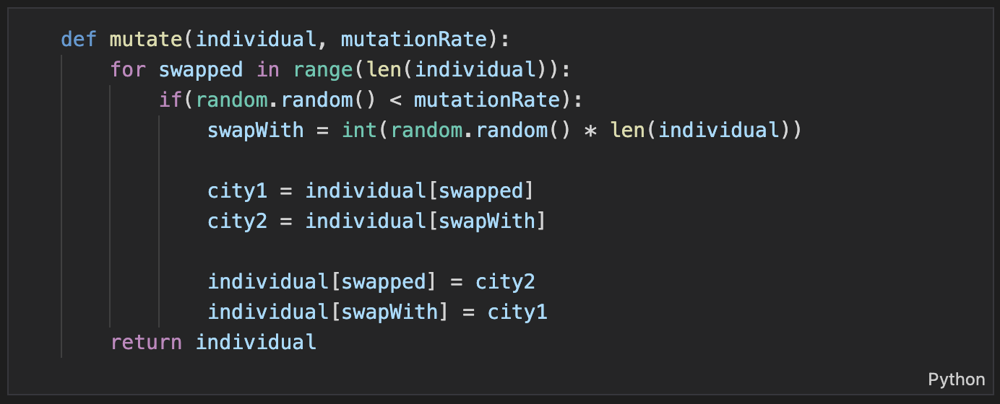 def mutate(individual, mutationRate):
    for swapped in range(len(individual)):
        if(random.random() < mutationRate):
            swapWith = int(random.random() * len(individual))

            city1 = individual[swapped]
            city2 = individual[swapWith]

            individual[swapped] = city2
            individual[swapWith] = city1
    return individual
Python